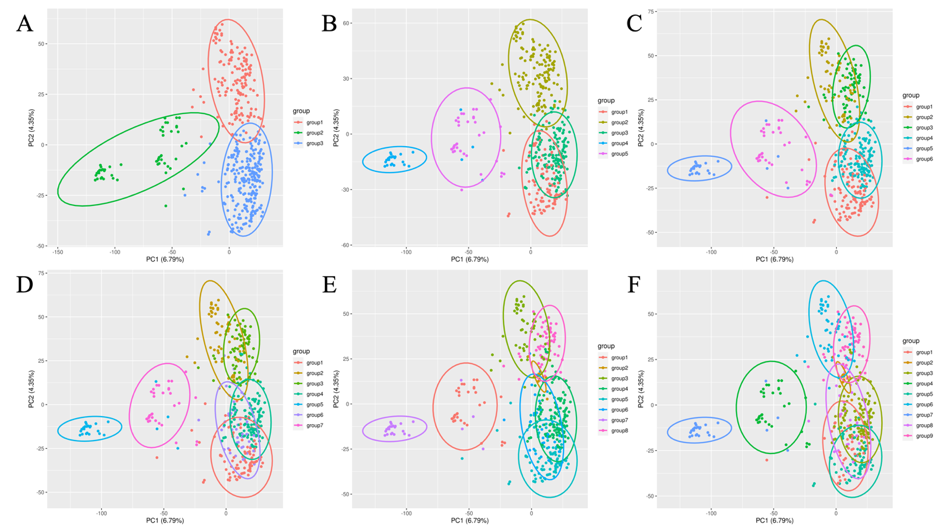 A
PC2 (4.35%)
50
25
0
-25
-50
-150
-100
-50
0
PC1 (6.79%)
group
group1
group2
group3
B
PC2 (4.35%)
60
30
0
-30
-60
-100
-50
0
PC1 (6.79%)
group
group1
group2
group3
group4
group5
C
PC2 (4.35%)
75
50
25
0
-25
-50
-100
-50
0
PC1 (6.79%)
group
group1
group2
group3
group4
group5
group6
D
PC2 (4.35%)
75
50
25
0
-25
-50
-100
-50
0
PC1 (6.79%)
group
group1
group2
group3
group4
group5
group6
group7
E
PC2 (4.35%)
50
25
0
-25
-50
-100
-50
0
PC1 (6.79%)
group
group1
group2
group3
group4
group5
group6
group7
group8
F
PC2 (4.35%)
50
25
0
-25
-50
-100
-50
0
PC1 (6.79%)
group
group1
group2
group3
group4
group5
group6
group7
group8
group9